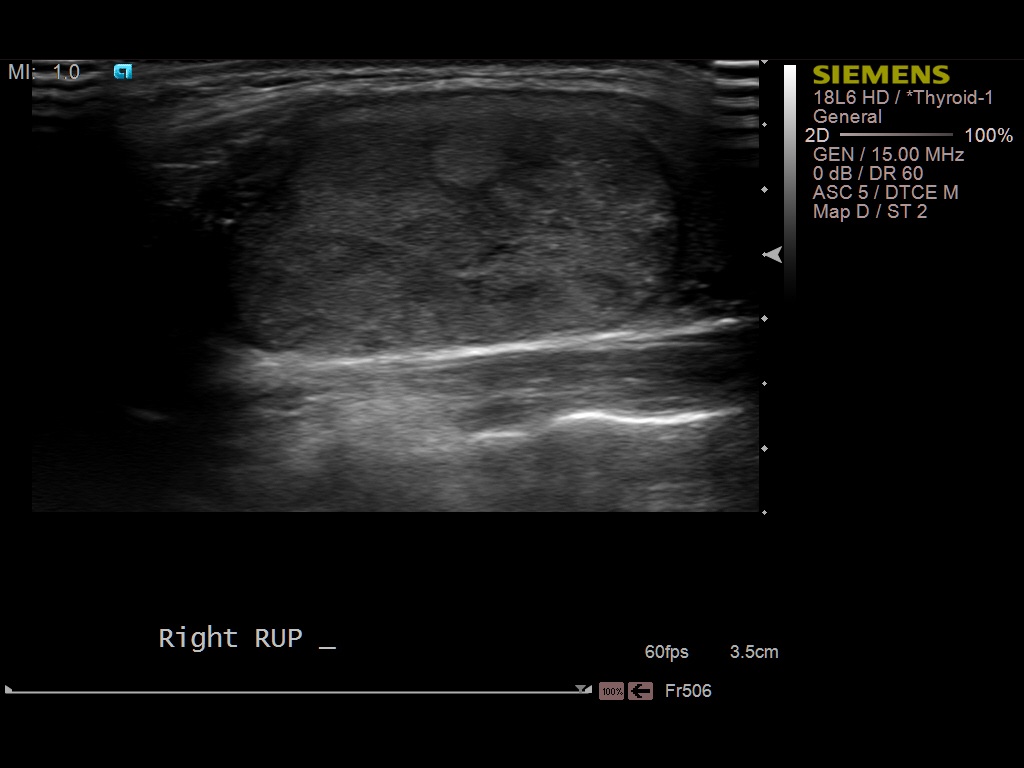 MI: 1.0
SIEMENS
18L6 HD / *Thyroid-1
General
2D 100%
GEN / 15.00 MHz
0 dB / DR 60
ASC 5 / DTCE M
Map D / ST 2
Right RUP _
60fps 3.5cm
100% Fr506